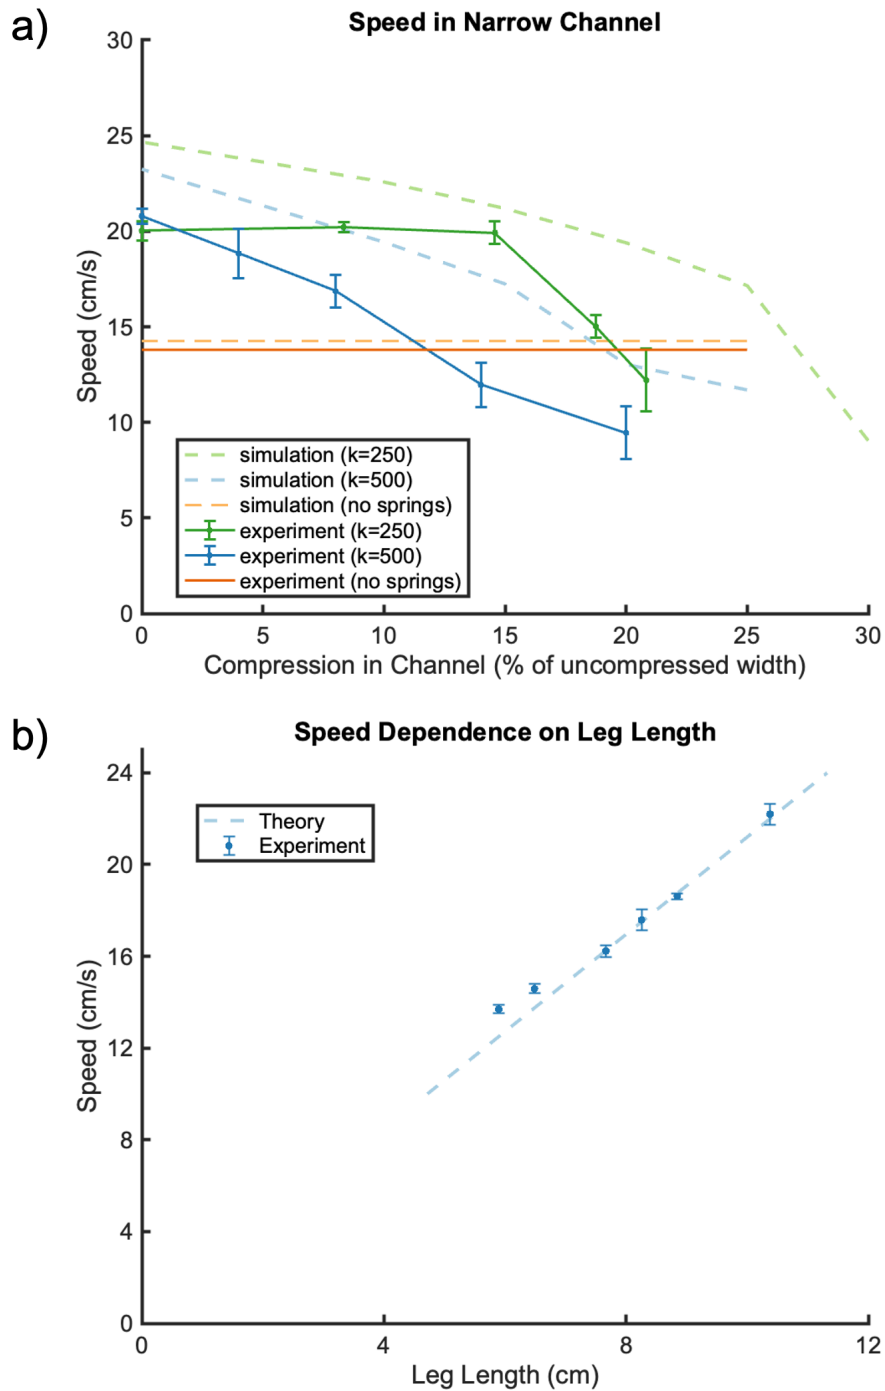 a)
Speed in Narrow Channel
30
25
20
15
10
5
0
Speed (cm/s)
simulation (k=250)
simulation (k=500)
simulation (no springs)
experiment (k=250)
experiment (k=500)
experiment (no springs)
0 5 10 15 20 25 30
Compression in Channel (% of uncompressed width)
b)
Speed Dependence on Leg Length
24
20
16
12
8
4
0
Speed (cm/s)
Theory
Experiment
0 4 8 12
Leg Length (cm)